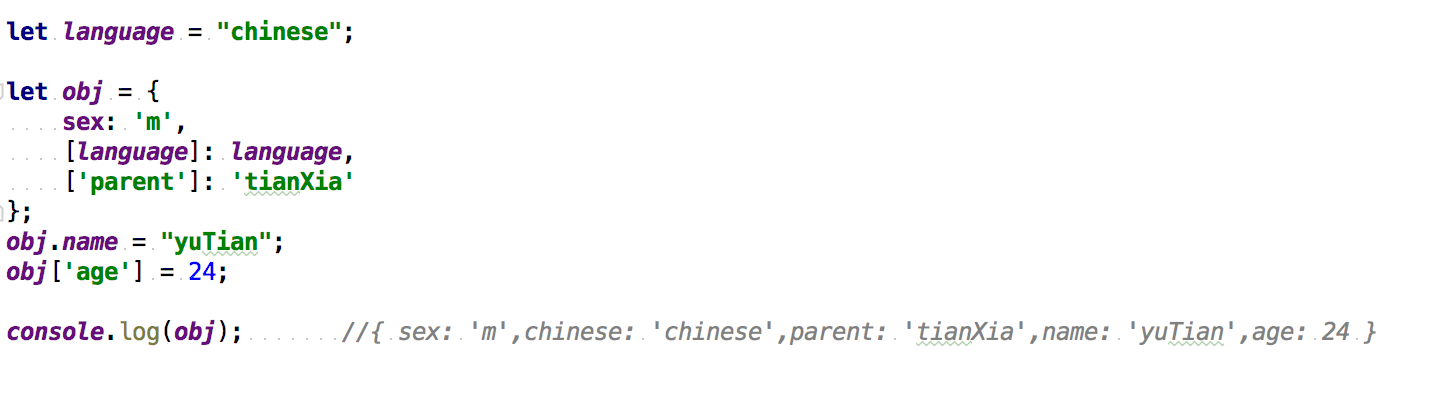 let language = "chinese";
let obj = {
    sex: 'm',
    [language]: language,
    ['parent']: 'tianXia'
};
obj.name = "yuTian";
obj['age'] = 24;
console.log(obj);       //{ sex: 'm',chinese: 'chinese',parent: 'tianXia',name: 'yuTian',age: 24 }